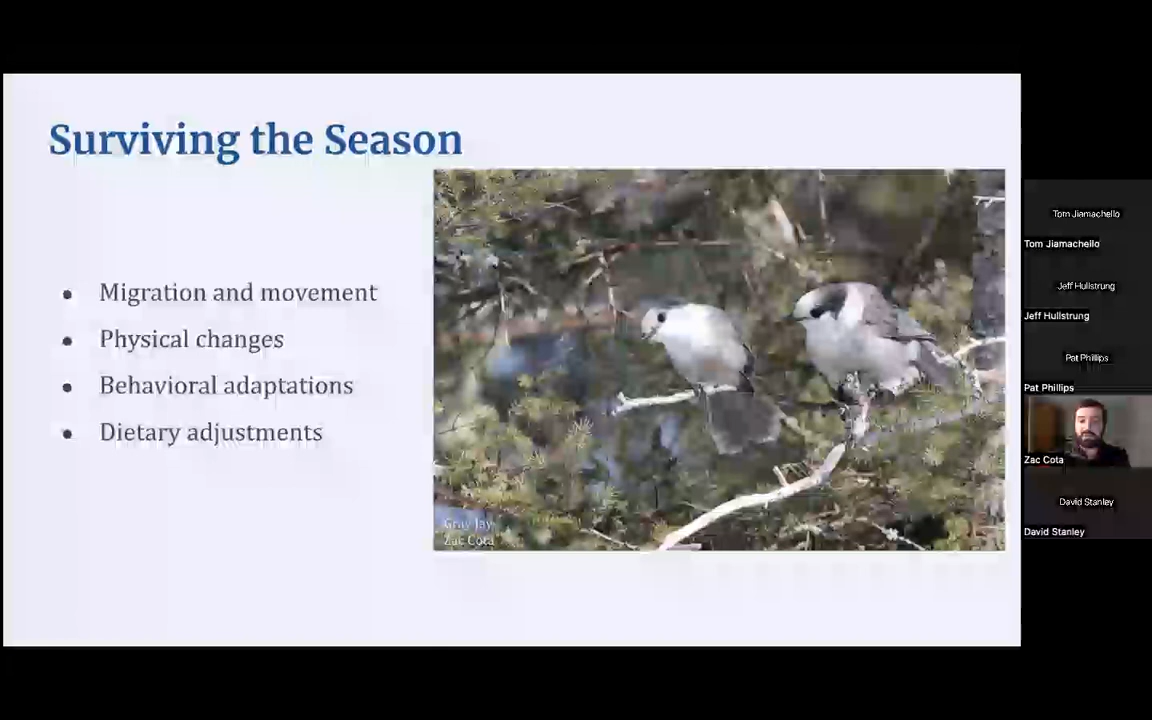 Surviving the Season
● Migration and movement
● Physical changes
● Behavioral adaptations
● Dietary adjustments
Gray Jay
Zac Cota
Tom Jiamachello
Tom Jiamachello
Jeff Hullstrung
Jeff Hullstrung
Pat Phillips
Pat Phillips
Zac Cota
David Stanley
David Stanley